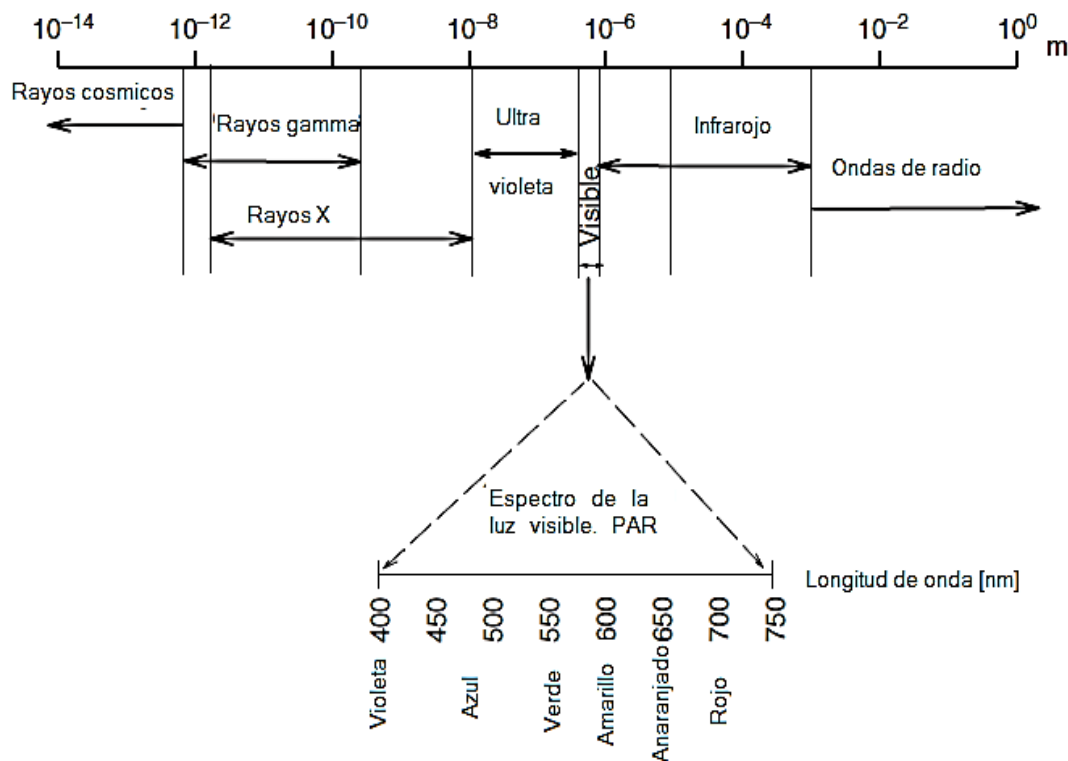 10⁻¹⁴ 10⁻¹² 10⁻¹⁰ 10⁻⁸ 10⁻⁶ 10⁻⁴ 10⁻² 10⁰ m
Rayos cosmicos
'Rayos gamma'
Rayos X
Ultra
violeta
Visible
Infrarojo
Ondas de radio
Espectro de la
luz visible. PAR
Longitud de onda [nm]
400 450 500 550 600 650 700 750
Violeta Azul Verde Amarillo Anaranjado Rojo